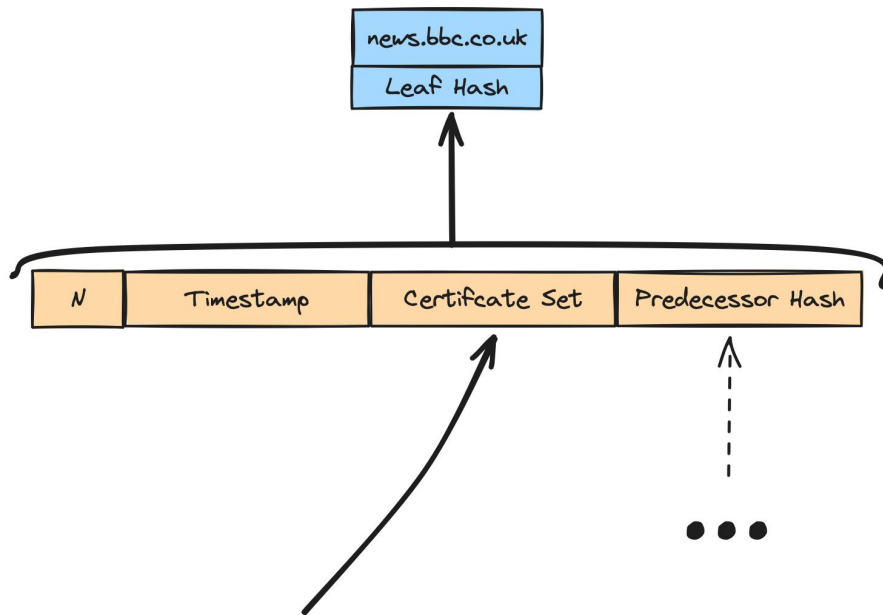 news.bbc.co.uk
Leaf Hash
N
Timestamp
Certifcate Set
Predecessor Hash